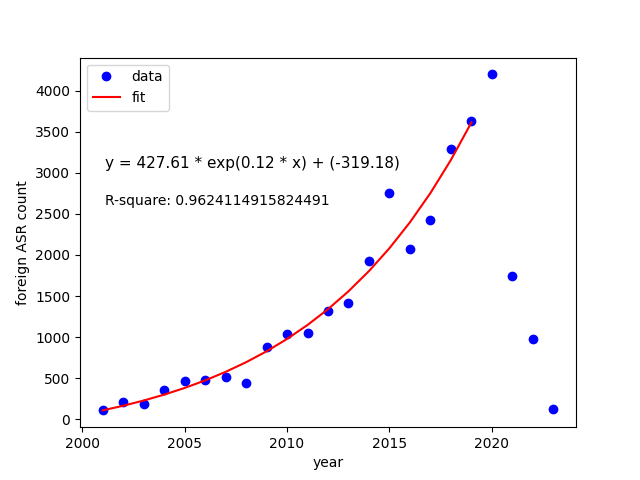 data
fit
y = 427.61 * exp(0.12 * x) + (-319.18)
R-square: 0.9624114915824491
foreign ASR count
4000
3500
3000
2500
2000
1500
1000
500
0
2000 2005 2010 2015 2020
year